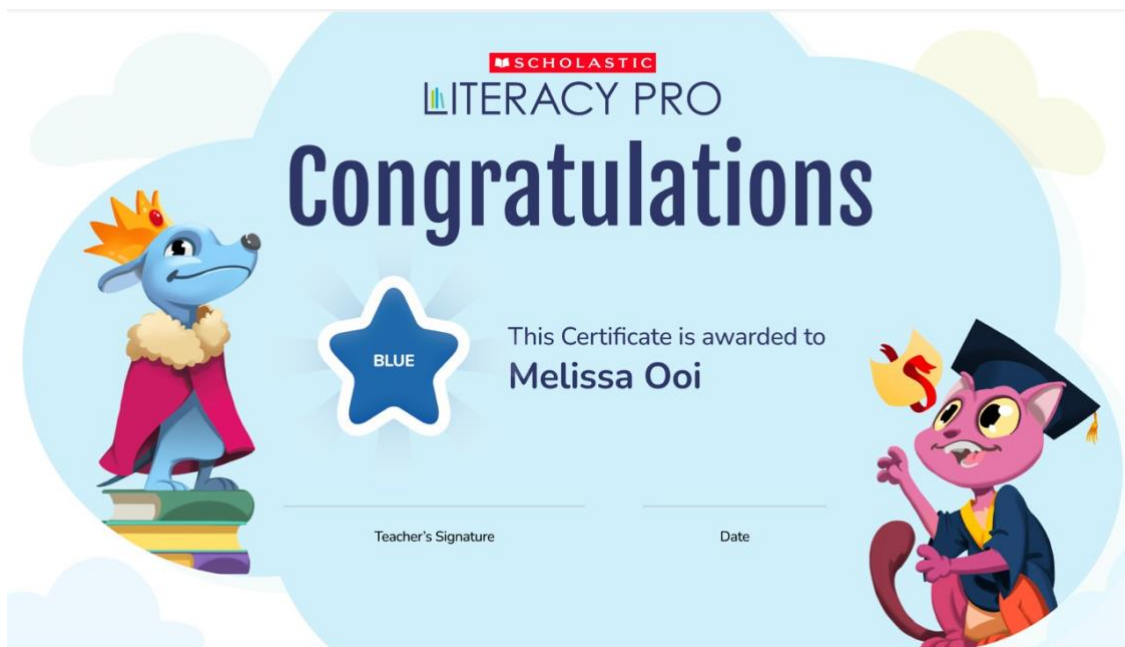 SCHOLASTIC
LITERACY PRO
Congratulations
BLUE
This Certificate is awarded to
Melissa Ooi
Teacher's Signature
Date